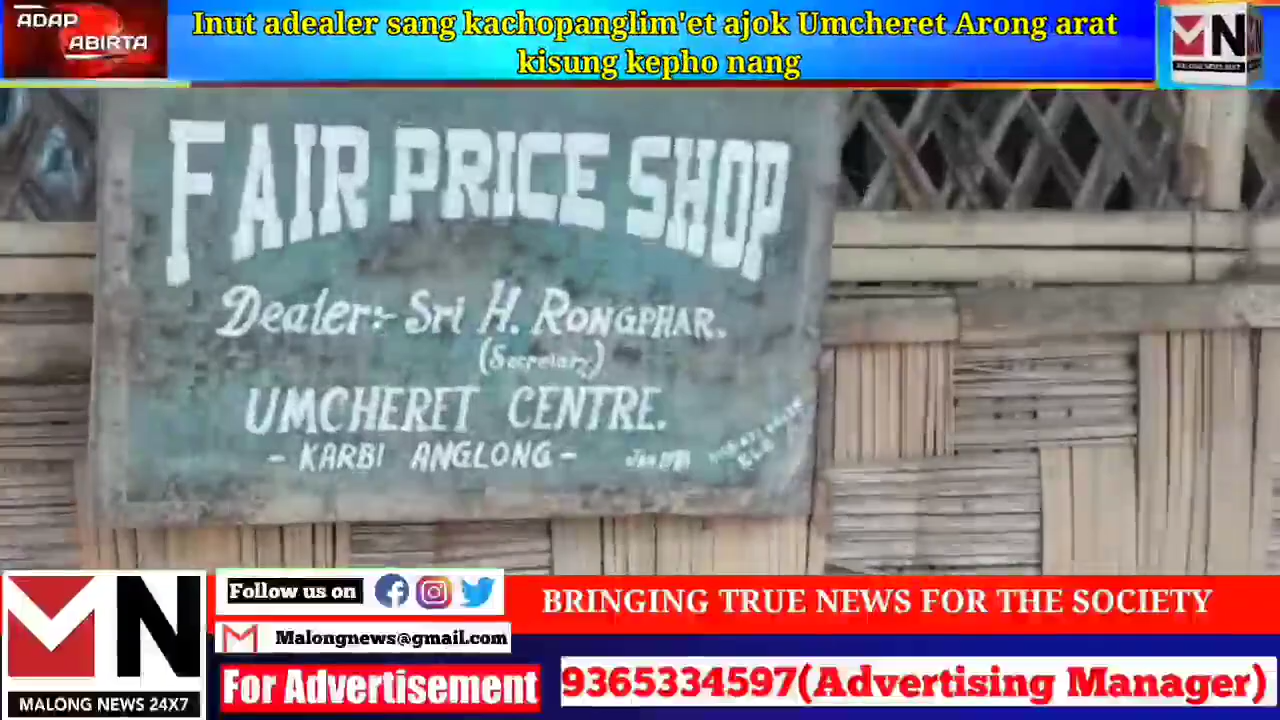 ADAP
ABIRTA
Inut adealer sang kachopanglim'et ajok Umcheret Arong arat
kisung kepho nang
MN
FAIR PRICE SHOP
Dealer:- Sri H. RONGPHAR.
(Secretary)
UMCHERET CENTRE.
- KARBI ANGLONG -
MN
MALONG NEWS 24X7
Follow us on
Malongnews@gmail.com
For Advertisement
BRINGING TRUE NEWS FOR THE SOCIETY
9365334597(Advertising Manager)